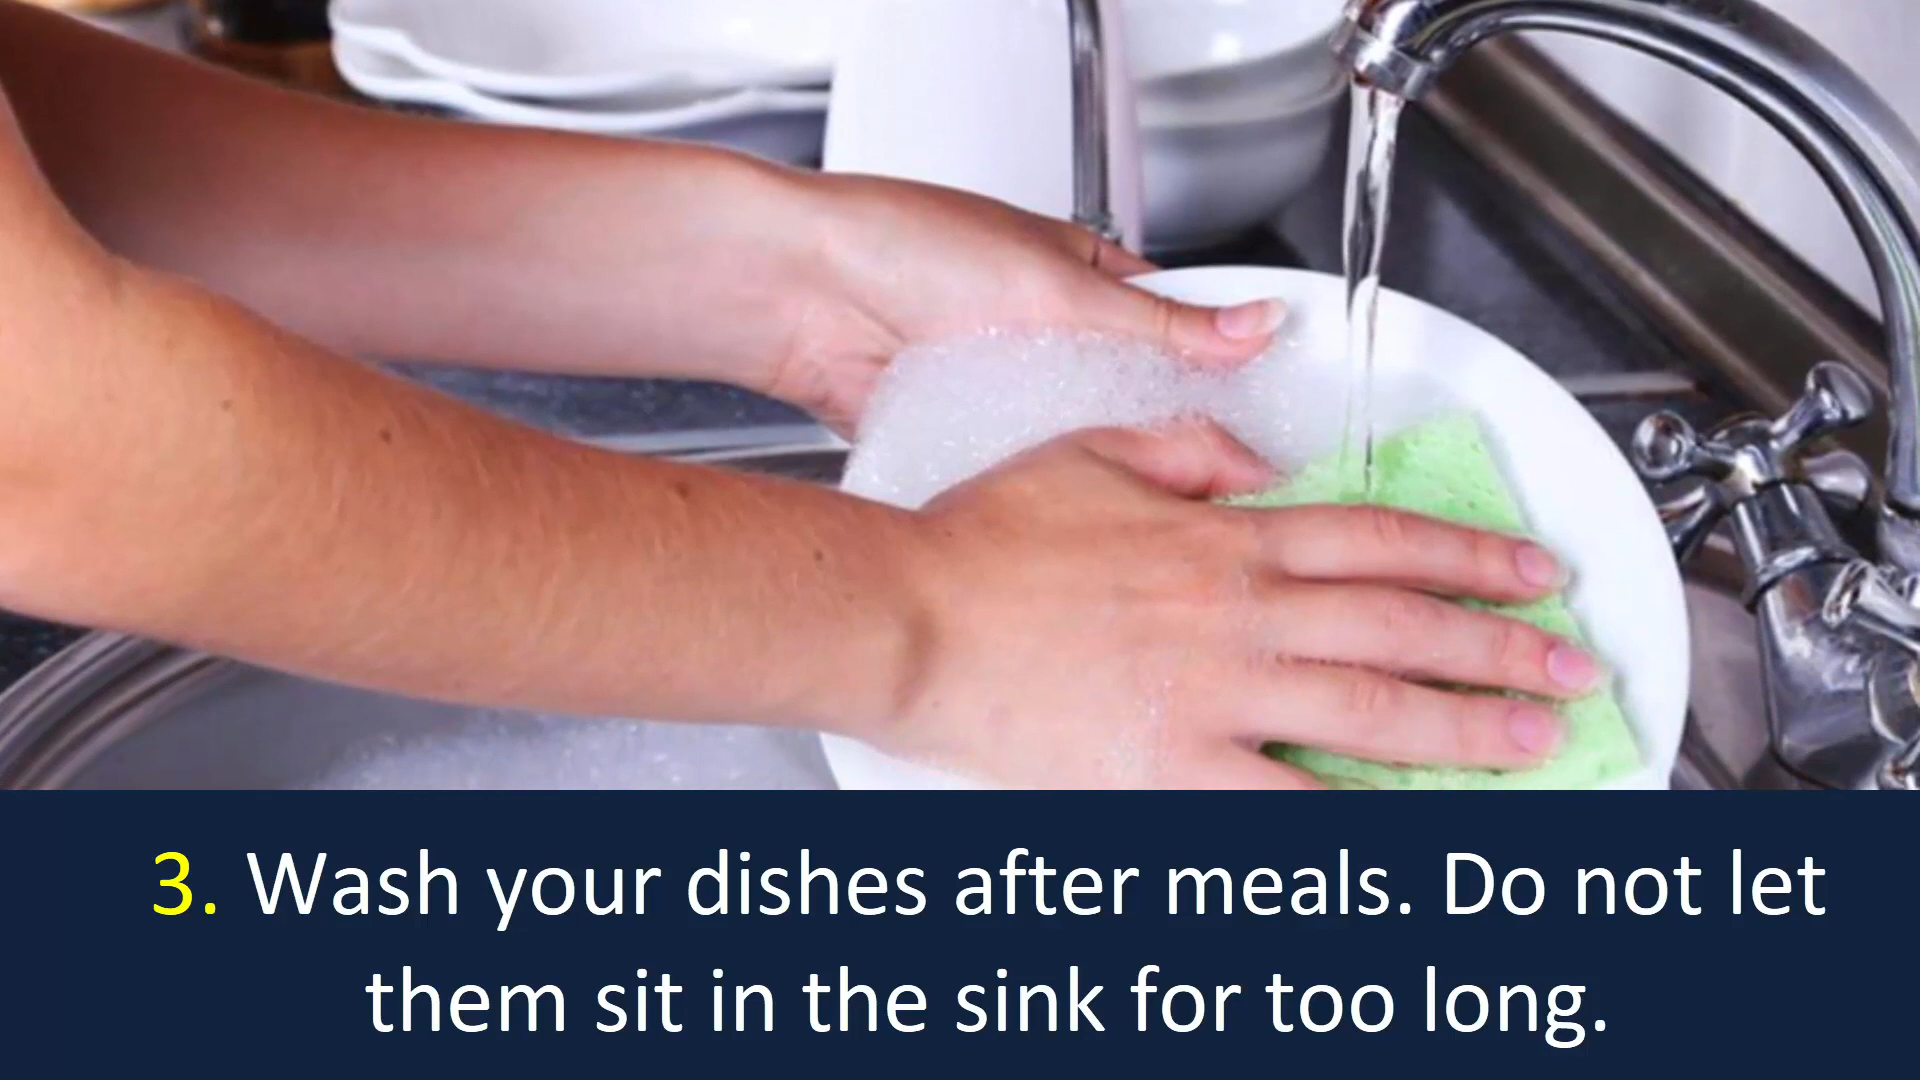 3. Wash your dishes after meals. Do not let
them sit in the sink for too long.